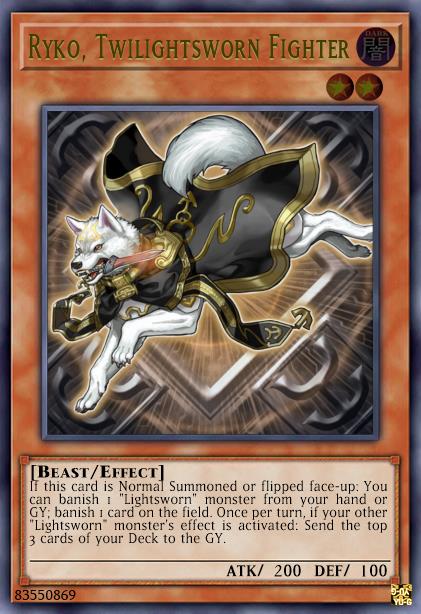 Ryko, Twilightsworn Fighter
DARK
闇
[Beast/Effect]
If this card is Normal Summoned or flipped face-up: You
can banish 1 "Lightsworn" monster from your hand or
GY; banish 1 card on the field. Once per turn, if your other
"Lightsworn" monster's effect is activated: Send the top
3 cards of your Deck to the GY.
ATK/ 200 DEF/ 100
83550869